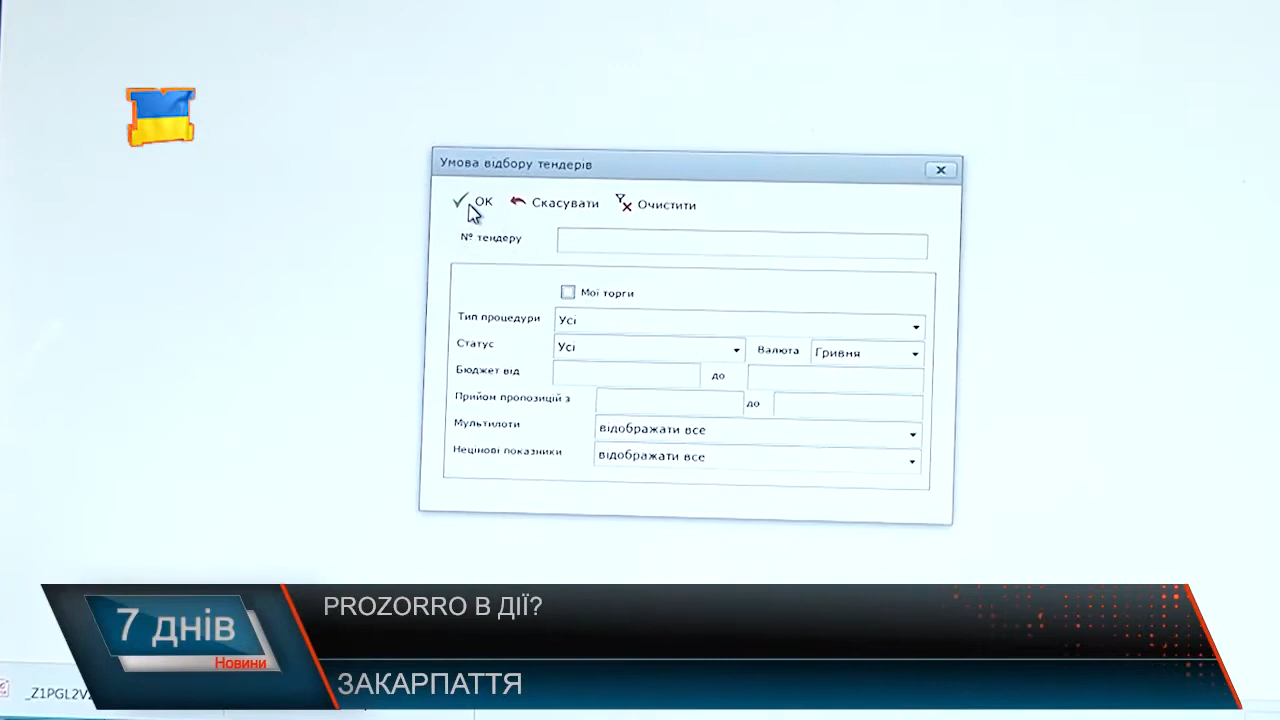 Умова відбору тендерів
ОК Скасувати Очистити
№ тендеру
Мої торги
Тип процедури Усі
Статус Усі Валюта Гривня
Бюджет від до
Прийом пропозицій з до
Мультилоти відображати все
Нецінові показники відображати все
PROZORRO В ДІЇ?
7 днів
Новини
ЗАКАРПАТТЯ